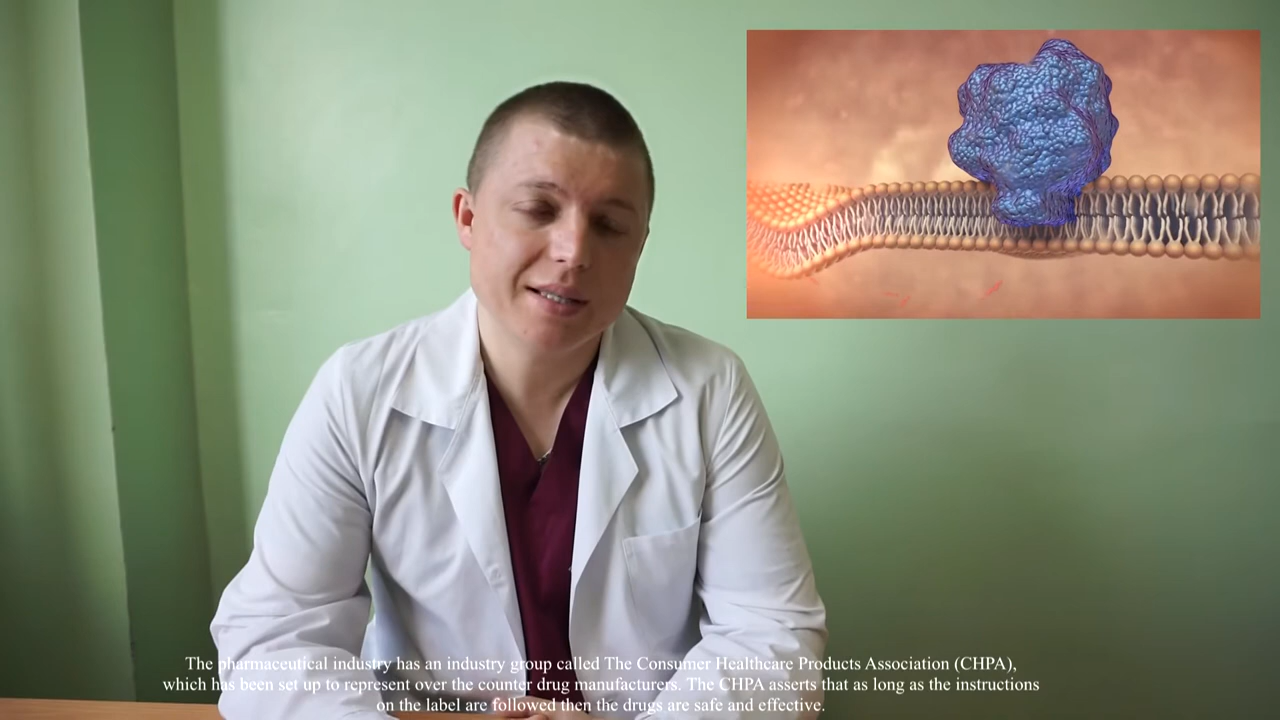 The pharmaceutical industry has an industry group called The Consumer Healthcare Products Association (CHPA),
which has been set up to represent over the counter drug manufacturers. The CHPA asserts that as long as the instructions
on the label are followed then the drugs are safe and effective.